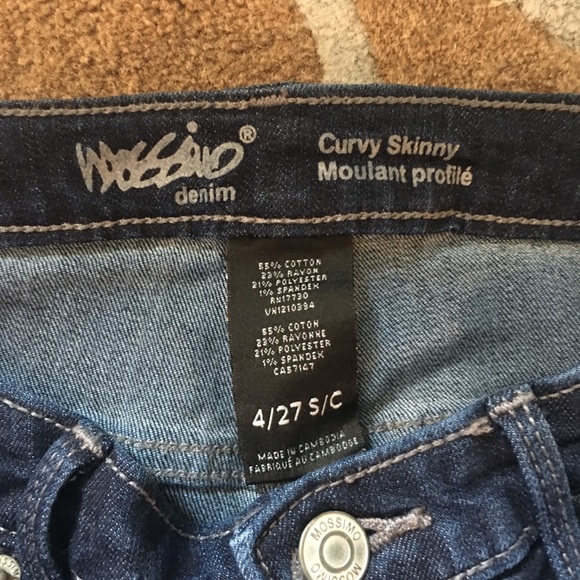 mossimo®
denim
Curvy Skinny
Moulant profilé
55% COTTON
23% RAYON
21% POLYESTER
1% SPANDEX
RN17730
VN1210394
55% COTON
23% RAYONNE
21% POLYESTER
1% SPANDEX
CA57147
4/27 S/C
MADE IN CAMBODIA
FABRIQUÉ AU CAMBODGE
MOSSIMO